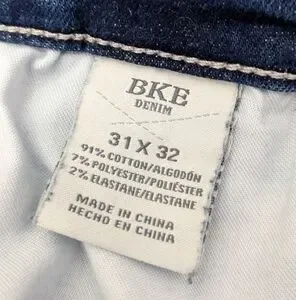 BKE
DENIM
31 X 32
91% COTTON/ALGODÓN
7% POLYESTER/POLIÉSTER
2% ELASTANE/ELASTANE
MADE IN CHINA
HECHO EN CHINA